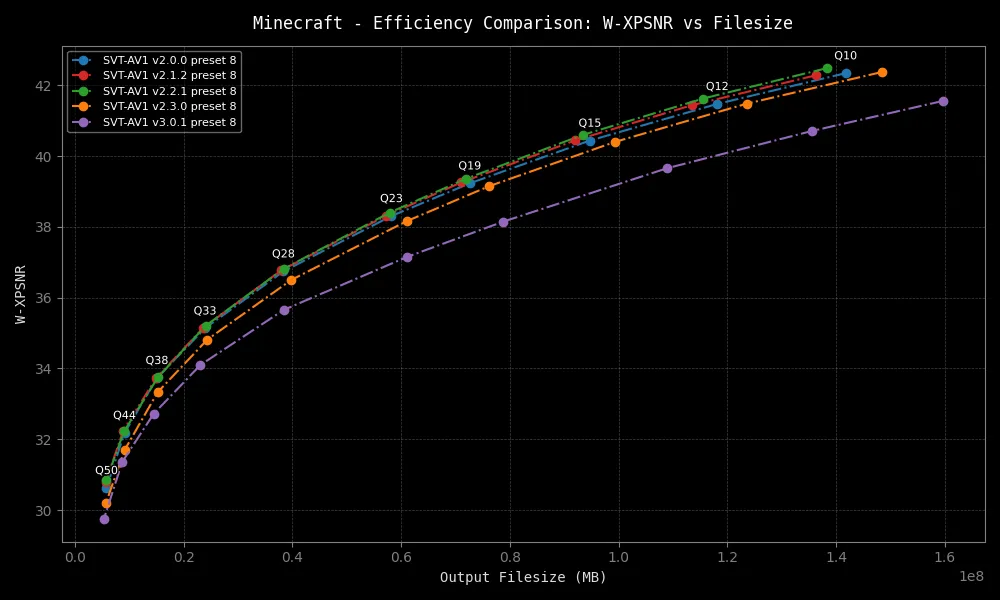 Minecraft - Efficiency Comparison: W-XPSNR vs Filesize
SVT-AV1 v2.0.0 preset 8
SVT-AV1 v2.1.2 preset 8
SVT-AV1 v2.2.1 preset 8
SVT-AV1 v2.3.0 preset 8
SVT-AV1 v3.0.1 preset 8
Q10
Q12
Q15
Q19
Q23
Q28
Q33
Q38
Q44
Q50
42
40
38
36
34
32
30
W-XPSNR
0.0 0.2 0.4 0.6 0.8 1.0 1.2 1.4 1.6
1e8
Output Filesize (MB)